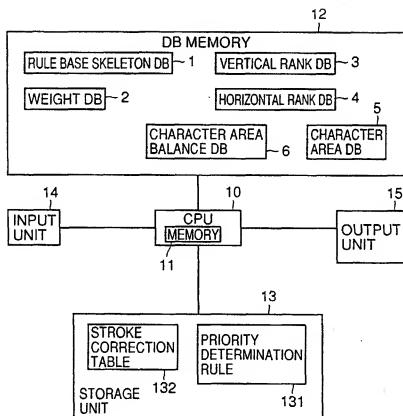 12
DB MEMORY
RULE BASE SKELETON DB 1
VERTICAL RANK DB 3
WEIGHT DB 2
HORIZONTAL RANK DB 4
CHARACTER AREA
BALANCE DB
6
5
CHARACTER
AREA DB
14
INPUT
UNIT
10
CPU
MEMORY
11
15
OUTPUT
UNIT
13
STROKE
CORRECTION
TABLE
132
PRIORITY
DETERMINATION
RULE
131
STORAGE
UNIT